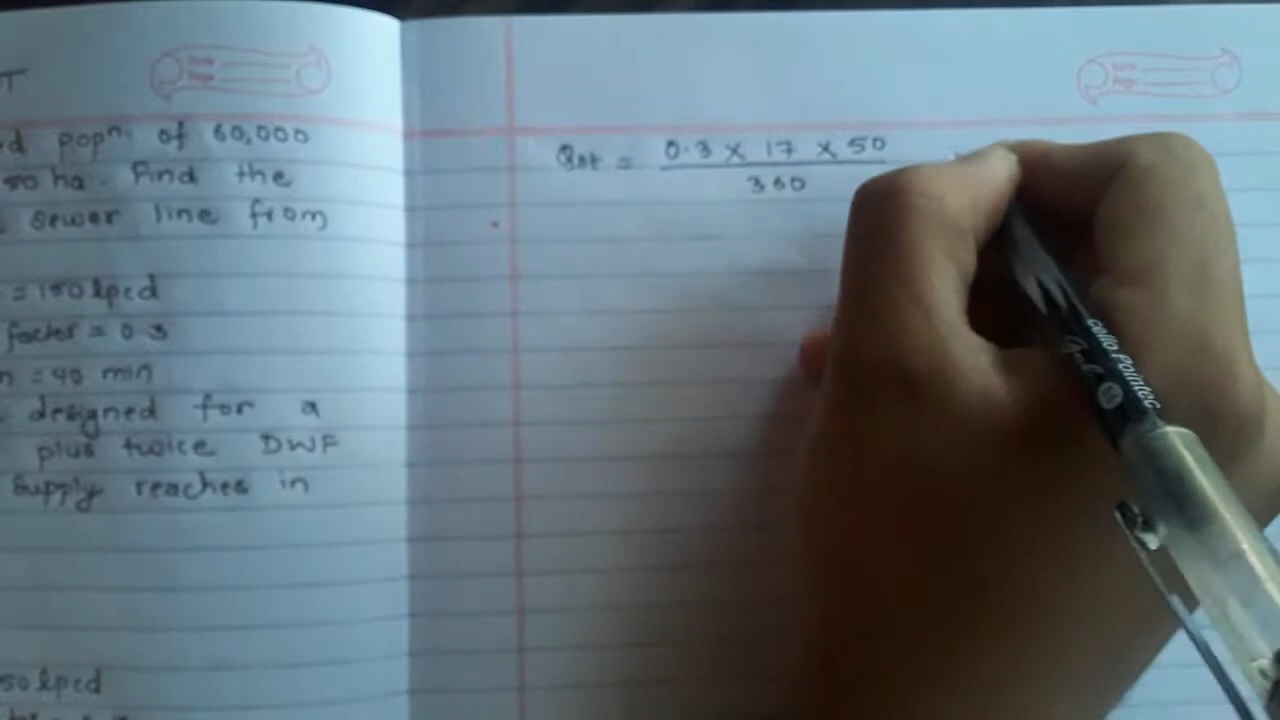 T
d popn. of 60,000
50 ha. Find the
sewer line from
= 150 lpcd
factor = 0.3
n = 40 min
designed for a
plus twice DWF
supply reaches in
50 lpcd
= 0.3 × 17 × 50
360
cello Pointec
Gel